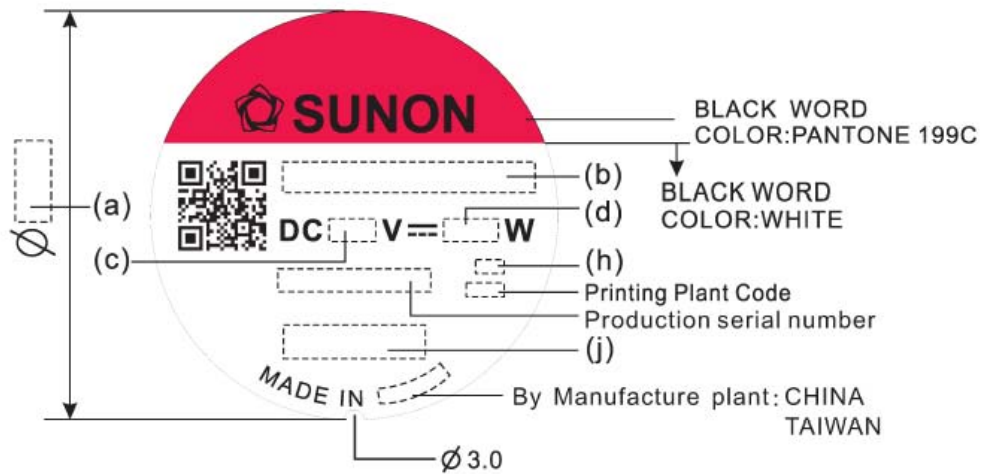 SUNON
BLACK WORD
COLOR:PANTONE 199C
(b)
BLACK WORD
COLOR:WHITE
(a)
Ø
(d)
DC V W
(c)
(h)
Printing Plant Code
Production serial number
(j)
MADE IN
By Manufacture plant: CHINA
TAIWAN
Ø 3.0